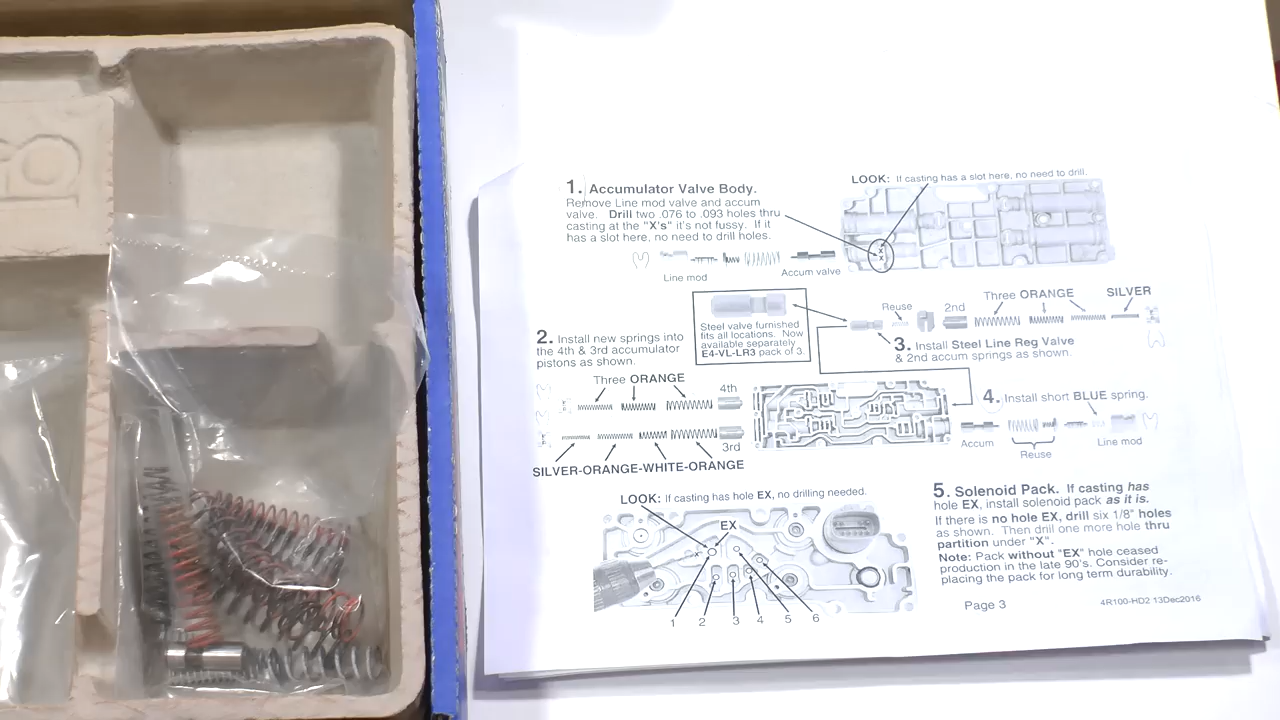 1. Accumulator Valve Body.
Remove Line mod valve and accum
valve. Drill two .076 to .093 holes thru
casting at the "X's" it's not fussy. If it
has a slot here, no need to drill holes.
LOOK: If casting has a slot here, no need to drill.
X
X
Line mod
Accum valve
Steel valve furnished
fits all locations. Now
available separately
E4-VL-LR3 pack of 3.
Reuse
2nd
Three ORANGE
SILVER
3. Install Steel Line Reg Valve
& 2nd accum springs as shown.
2. Install new springs into
the 4th & 3rd accumulator
pistons as shown.
Three ORANGE
4th
3rd
SILVER-ORANGE-WHITE-ORANGE
4. Install short BLUE spring.
Accum
Reuse
Line mod
LOOK: If casting has hole EX, no drilling needed.
EX
X
1 2 3 4 5 6
5. Solenoid Pack. If casting has
hole EX, install solenoid pack as it is.
If there is no hole EX, drill six 1/8" holes
as shown. Then drill one more hole thru
partition under "X".
Note: Pack without "EX" hole ceased
production in the late 90's. Consider re-
placing the pack for long term durability.
Page 3
4R100-HD2 13Dec2016